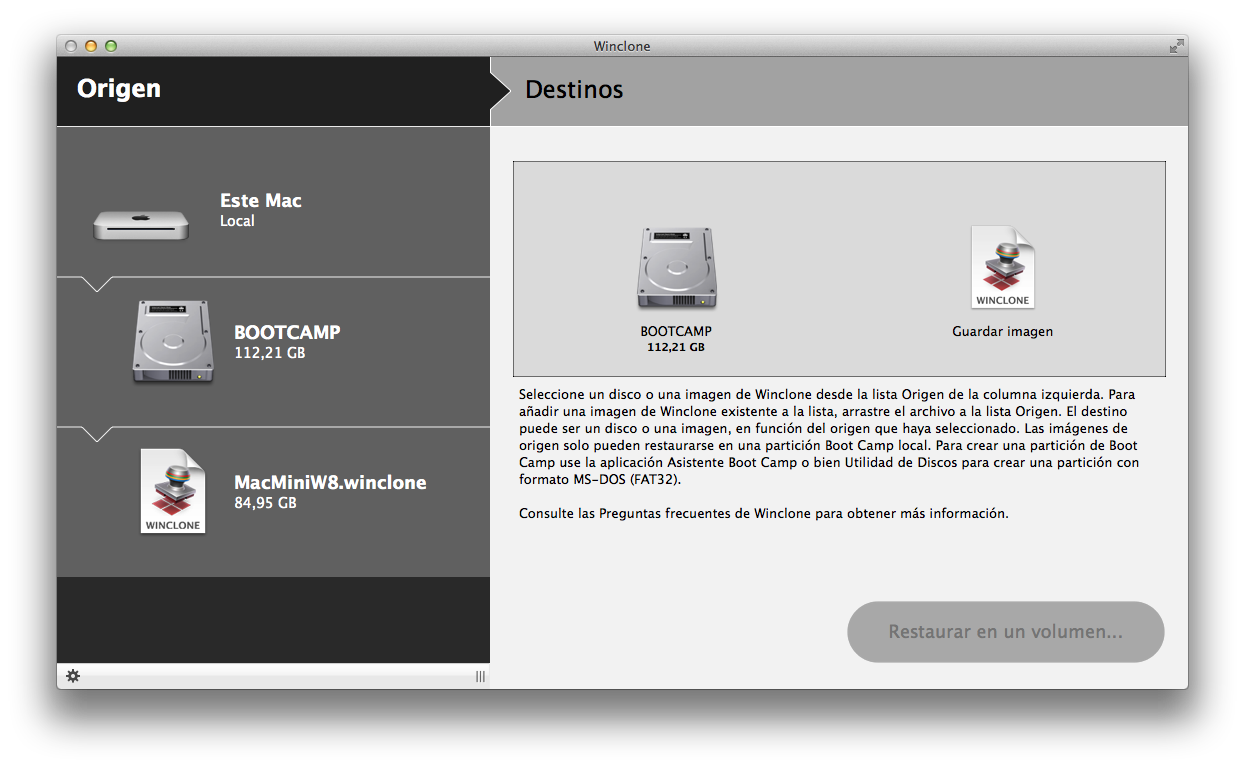 Winclone
Origen
Destinos
Este Mac
Local
BOOTCAMP
112,21 GB
WINCLONE
MacMiniW8.winclone
84,95 GB
WINCLONE
BOOTCAMP
112,21 GB
Guardar imagen
Seleccione un disco o una imagen de Winclone desde la lista Origen de la columna izquierda. Para
añadir una imagen de Winclone existente a la lista, arrastre el archivo a la lista Origen. El destino
puede ser un disco o una imagen, en función del origen que haya seleccionado. Las imágenes de
origen solo pueden restaurarse en una partición Boot Camp local. Para crear una partición de Boot
Camp use la aplicación Asistente Boot Camp o bien Utilidad de Discos para crear una partición con
formato MS-DOS (FAT32).
Consulte las Preguntas frecuentes de Winclone para obtener más información.
Restaurar en un volumen...